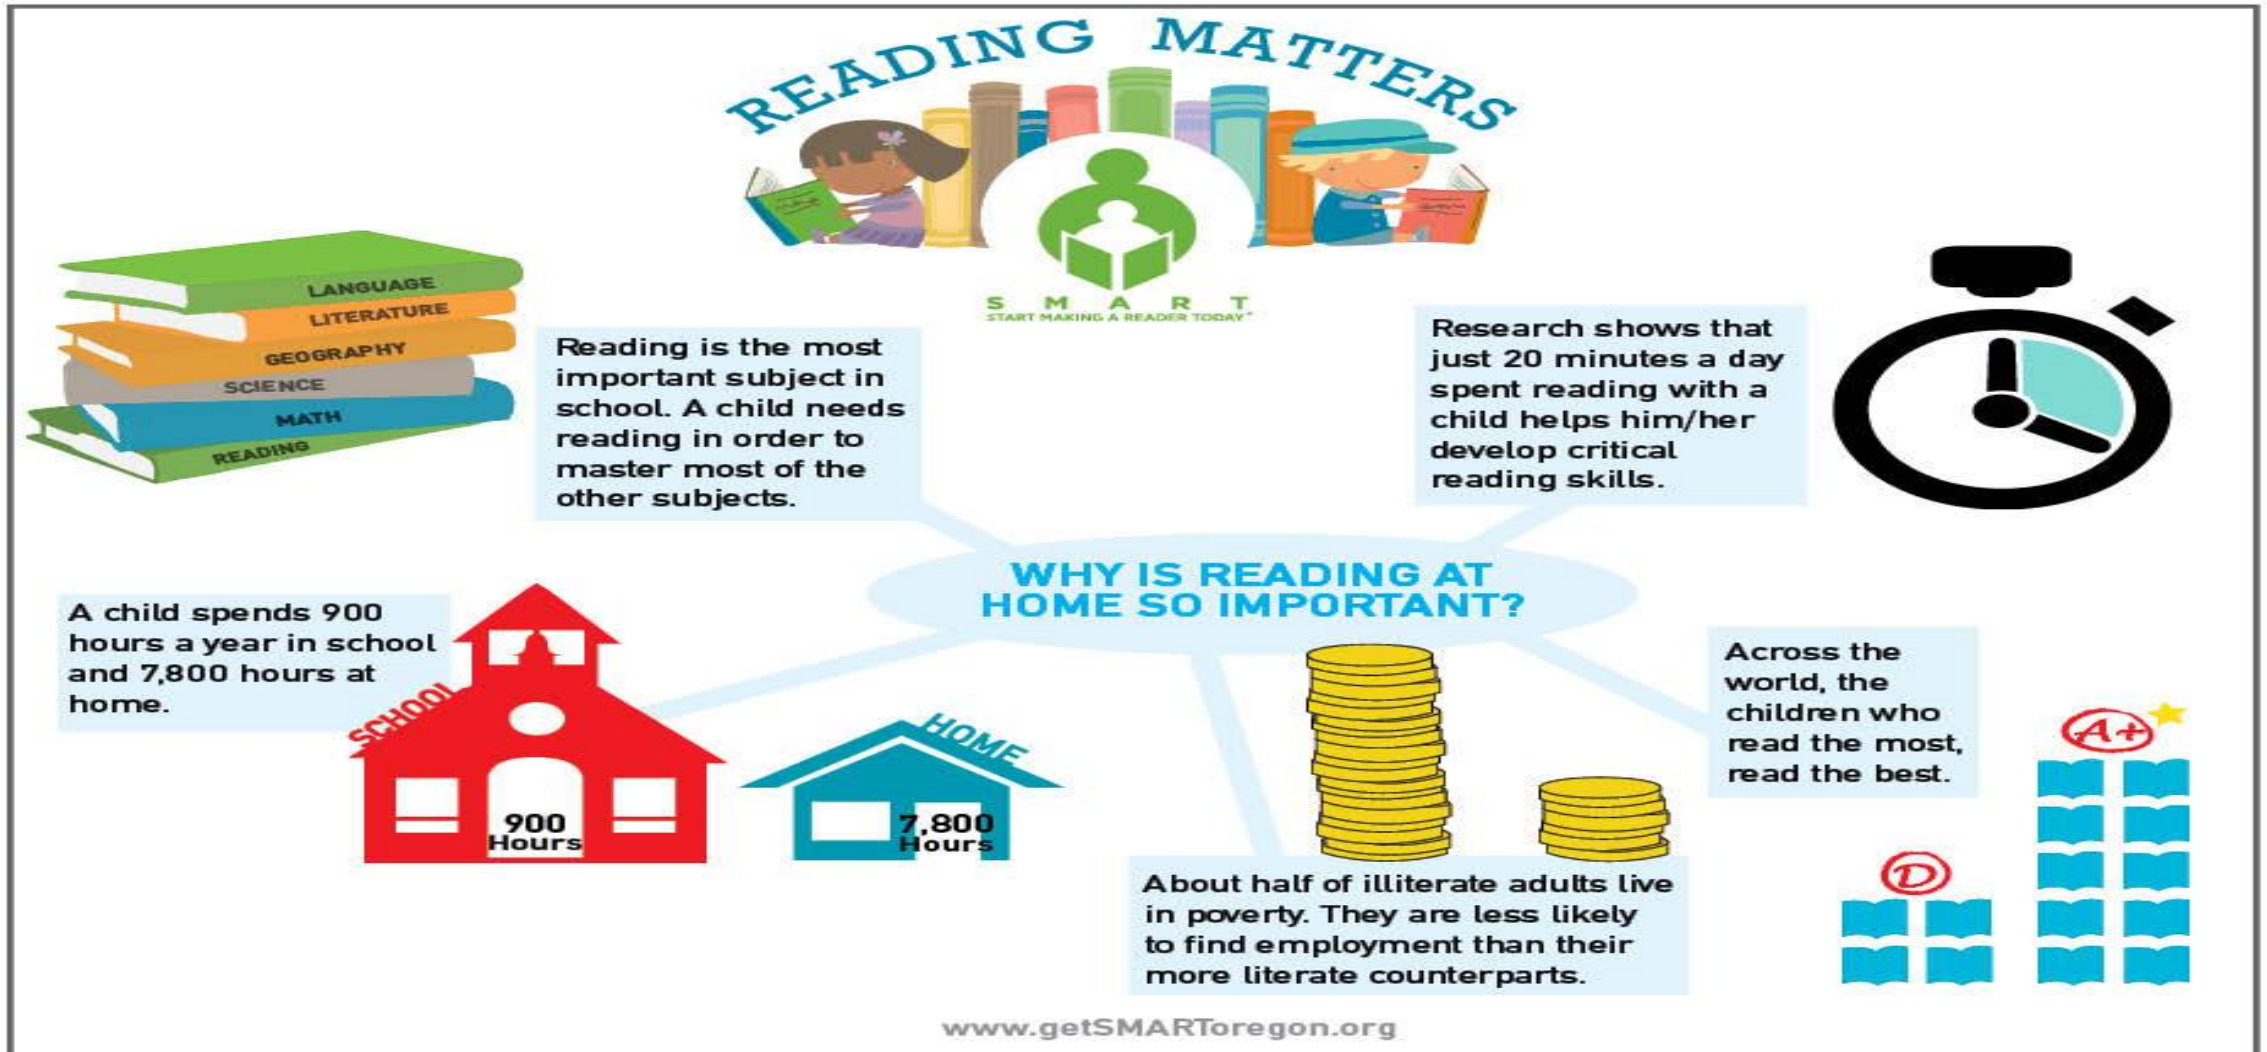 READING MATTERS
S M A R T
START MAKING A READER TODAY®
LANGUAGE
LITERATURE
GEOGRAPHY
SCIENCE
MATH
READING
Reading is the most
important subject in
school. A child needs
reading in order to
master most of the
other subjects.
Research shows that
just 20 minutes a day
spent reading with a
child helps him/her
develop critical
reading skills.
WHY IS READING AT
HOME SO IMPORTANT?
A child spends 900
hours a year in school
and 7,800 hours at
home.
SCHOOL
900
Hours
HOME
7,800
Hours
About half of illiterate adults live
in poverty. They are less likely
to find employment than their
more literate counterparts.
Across the
world, the
children who
read the most,
read the best.
D
A+
www.getSMARToregon.org